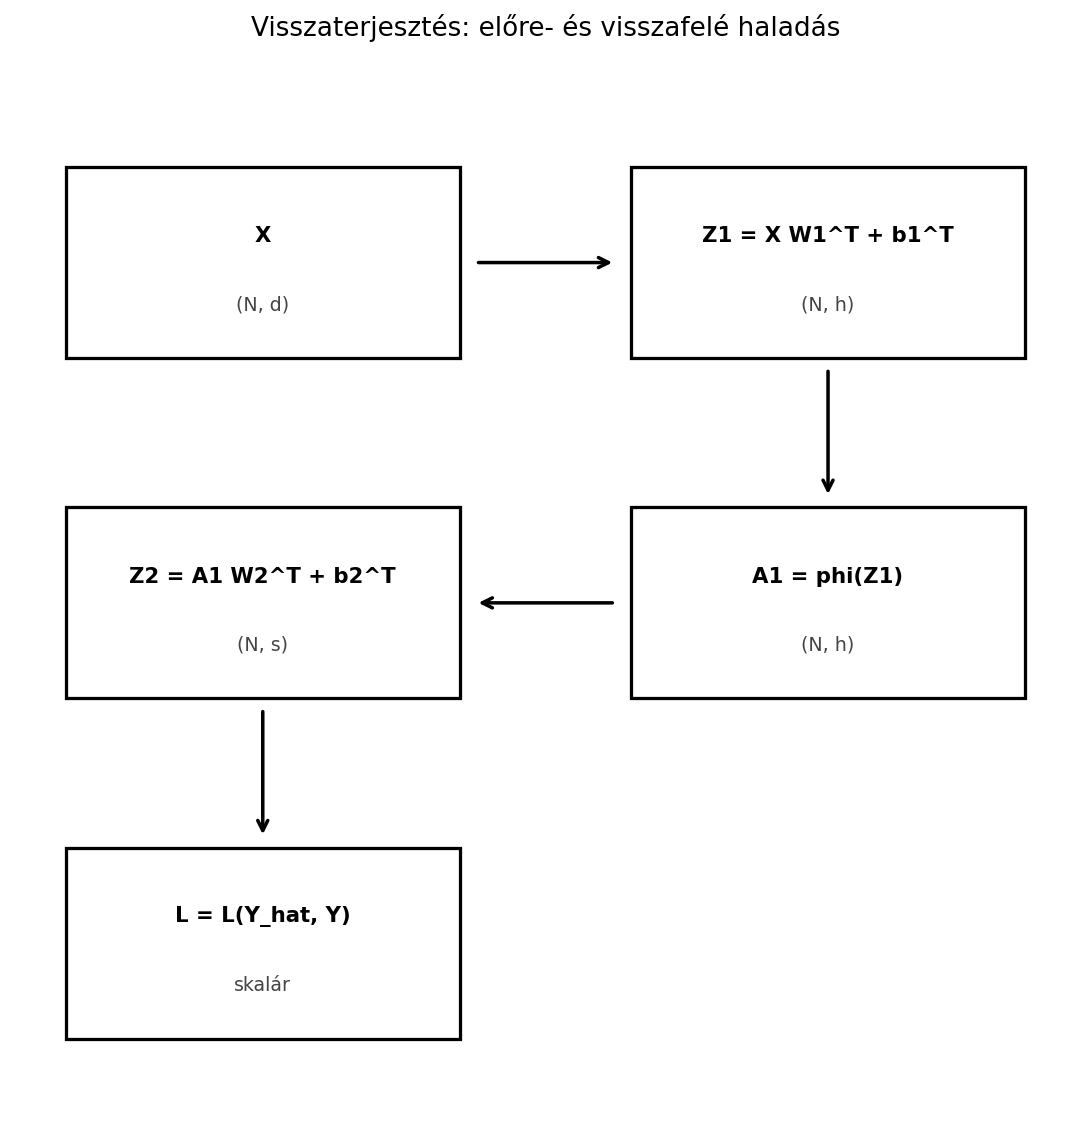 Visszaterjesztés: előre- és visszafelé haladás
X
(N, d)
Z1 = X W1^T + b1^T
(N, h)
A1 = phi(Z1)
(N, h)
Z2 = A1 W2^T + b2^T
(N, s)
L = L(Y_hat, Y)
skalár